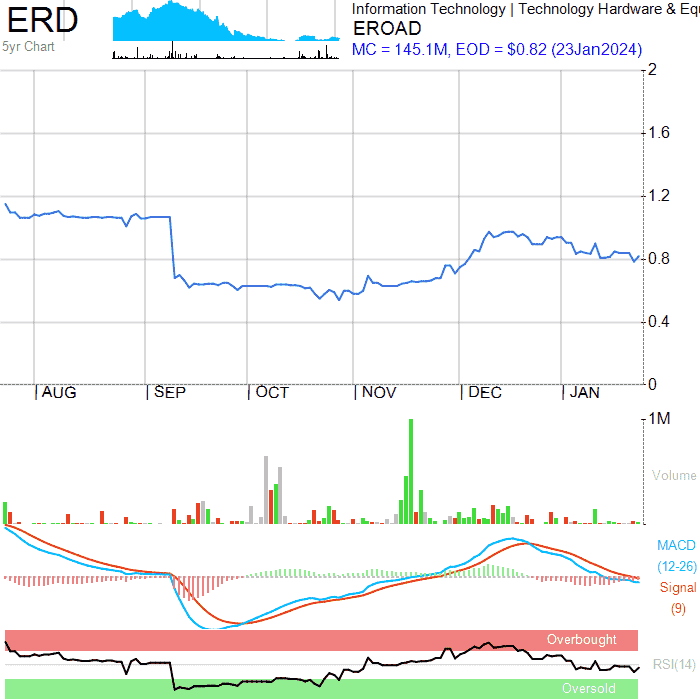 ERD
5yr Chart
Information Technology | Technology Hardware & Equ
EROAD
MC = 145.1M, EOD = $0.82 (23Jan2024)
2
1.6
1.2
0.8
0.4
0
AUG
SEP
OCT
NOV
DEC
JAN
1M
Volume
MACD
(12-26)
Signal
(9)
Overbought
RSI(14)
Oversold